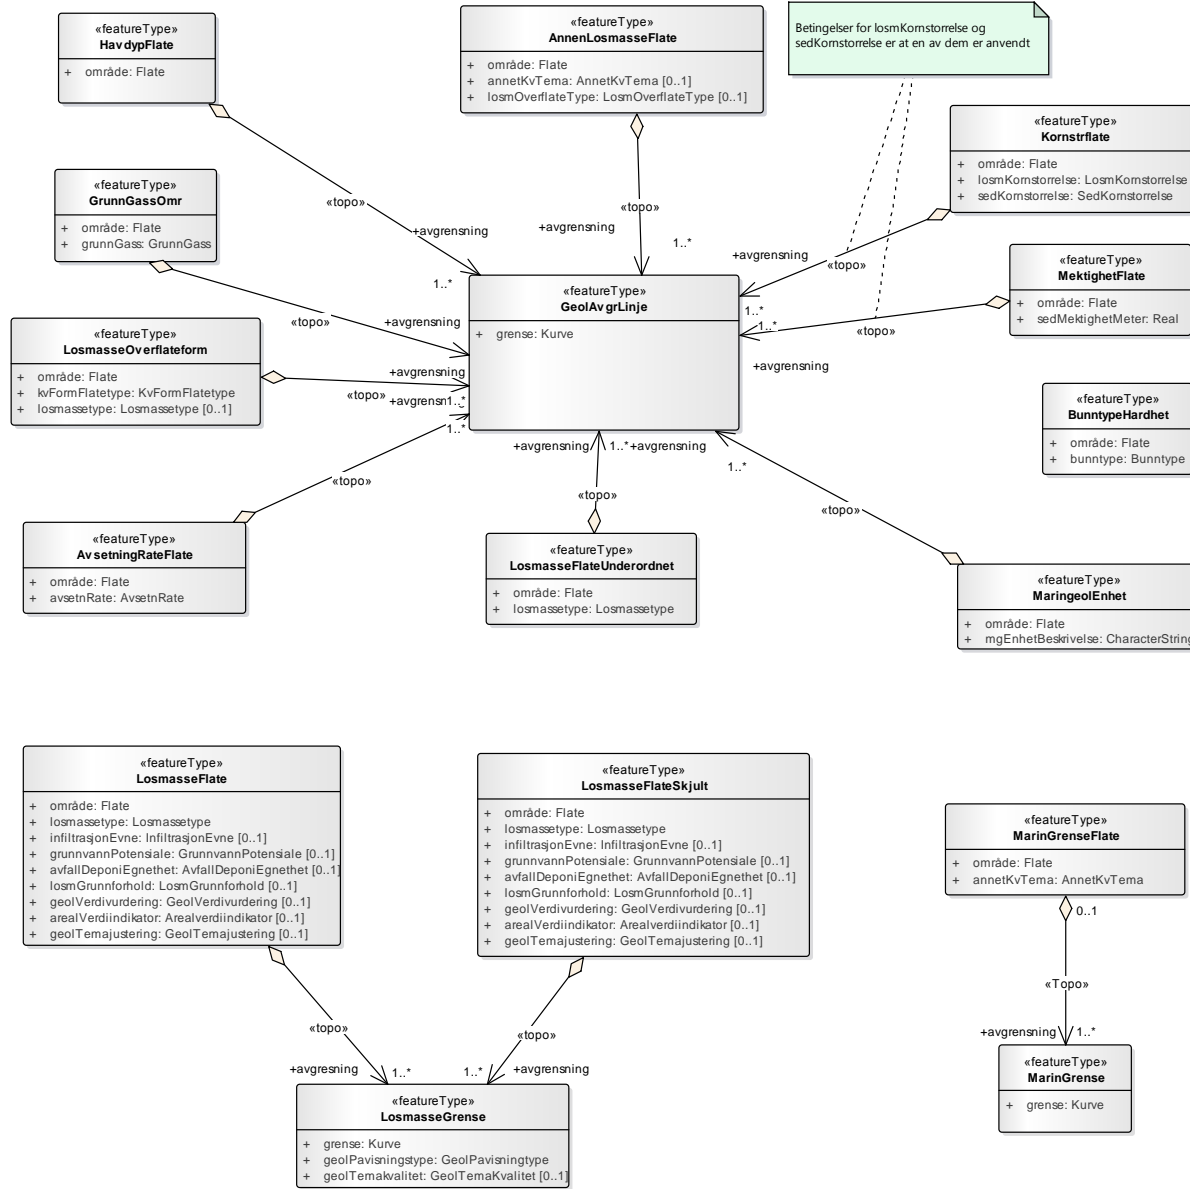 «featureType»
HavdypFlate
+ område: Flate
«featureType»
AnnenLosmasseFlate
+ område: Flate
+ annetKvTema: AnnetKvTema [0..1]
+ losmOverflateType: LosmOverflateType [0..1]
Betingelser for losmKornstorrelse og
sedKornstorrelse er at en av dem er anvendt
«featureType»
Kornstrflate
+ område: Flate
+ losmKornstorrelse: LosmKornstorrelse
+ sedKornstorrelse: SedKornstorrelse
«featureType»
GrunnGassOmr
+ område: Flate
+ grunnGass: GrunnGass
«topo»
+avgrensning
1..*
«topo»
+avgrensning
1..*
+avgrensning
«topo»
1..*
«featureType»
MektighetFlate
+ område: Flate
+ sedMektighetMeter: Real
«featureType»
GeolAvgrLinje
+ grense: Kurve
«topo»
+avgrensning
1..*
«topo»
+avgrensning
«featureType»
LosmasseOverflateform
+ område: Flate
+ kvFormFlatetype: KvFormFlatetype
+ losmassetype: Losmassetype [0..1]
+avgrensning
«topo»
+avgrensn
1..*
1..*
«topo»
«featureType»
BunntypeHardhet
+ område: Flate
+ bunntype: Bunntype
+avgrensning
1..*
+avgrensning
1..*
«topo»
«topo»
«featureType»
AvsetningRateFlate
+ område: Flate
+ avsetnRate: AvsetnRate
«featureType»
LosmasseFlateUnderordnet
+ område: Flate
+ losmassetype: Losmassetype
«featureType»
MaringeolEnhet
+ område: Flate
+ mgEnhetBeskrivelse: CharacterString
«featureType»
LosmasseFlate
+ område: Flate
+ losmassetype: Losmassetype
+ infiltrasjonEvne: InfiltrasjonEvne [0..1]
+ grunnvannPotensiale: GrunnvannPotensiale [0..1]
+ avfallDeponiEgnethet: AvfallDeponiEgnethet [0..1]
+ losmGrunnforhold: LosmGrunnforhold [0..1]
+ geolVerdivurdering: GeolVerdivurdering [0..1]
+ arealVerdiindikator: Arealverdiindikator [0..1]
+ geolTemajustering: GeolTemajustering [0..1]
«featureType»
LosmasseFlateSkjult
+ område: Flate
+ losmassetype: Losmassetype
+ infiltrasjonEvne: InfiltrasjonEvne [0..1]
+ grunnvannPotensiale: GrunnvannPotensiale [0..1]
+ avfallDeponiEgnethet: AvfallDeponiEgnethet [0..1]
+ losmGrunnforhold: LosmGrunnforhold [0..1]
+ geolVerdivurdering: GeolVerdivurdering [0..1]
+ arealVerdiindikator: Arealverdiindikator [0..1]
+ geolTemajustering: GeolTemajustering [0..1]
«featureType»
MarinGrenseFlate
+ område: Flate
+ annetKvTema: AnnetKvTema
0..1
«Topo»
+avgrensning
1..*
«topo»
+avgresning
1..*
«topo»
1..*
+avgrensning
«featureType»
LosmasseGrense
+ grense: Kurve
+ geolPavisningstype: GeolPavisningtype
+ geolTemakvalitet: GeolTemaKvalitet [0..1]
«featureType»
MarinGrense
+ grense: Kurve